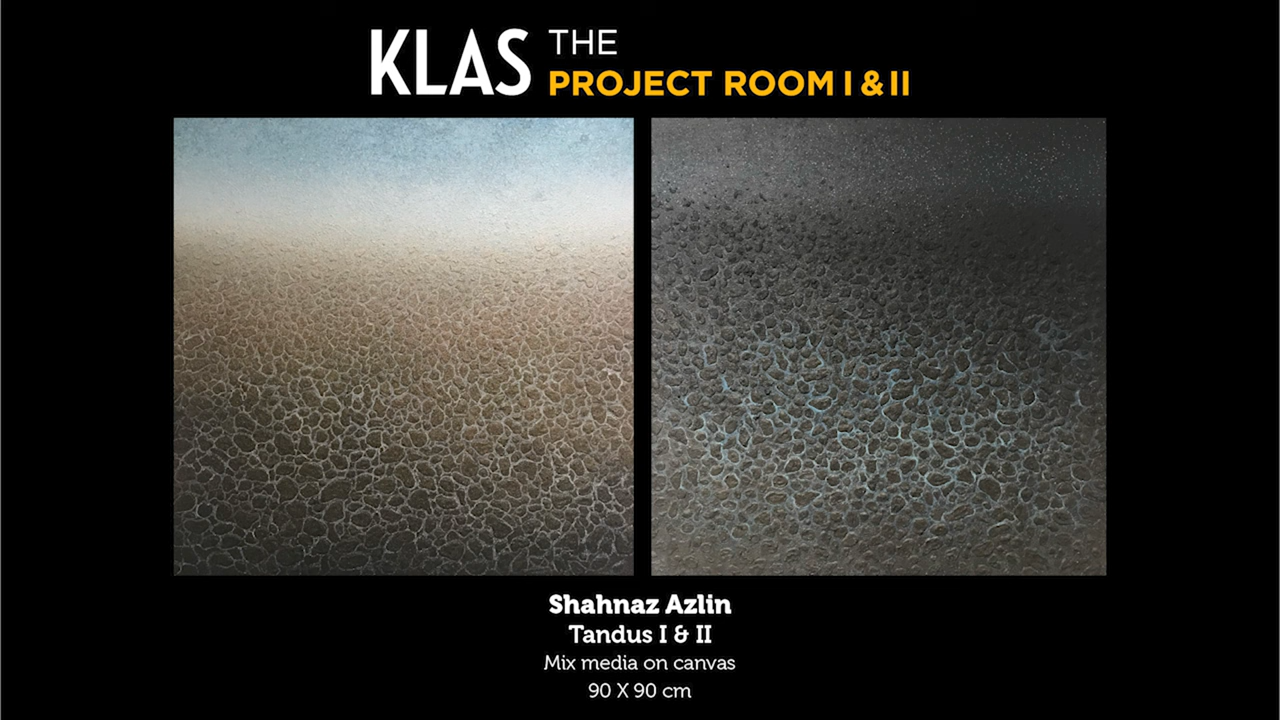 KLAS THE
PROJECT ROOM I & II
Shahnaz Azlin
Tandus I & II
Mix media on canvas
90 X 90 cm